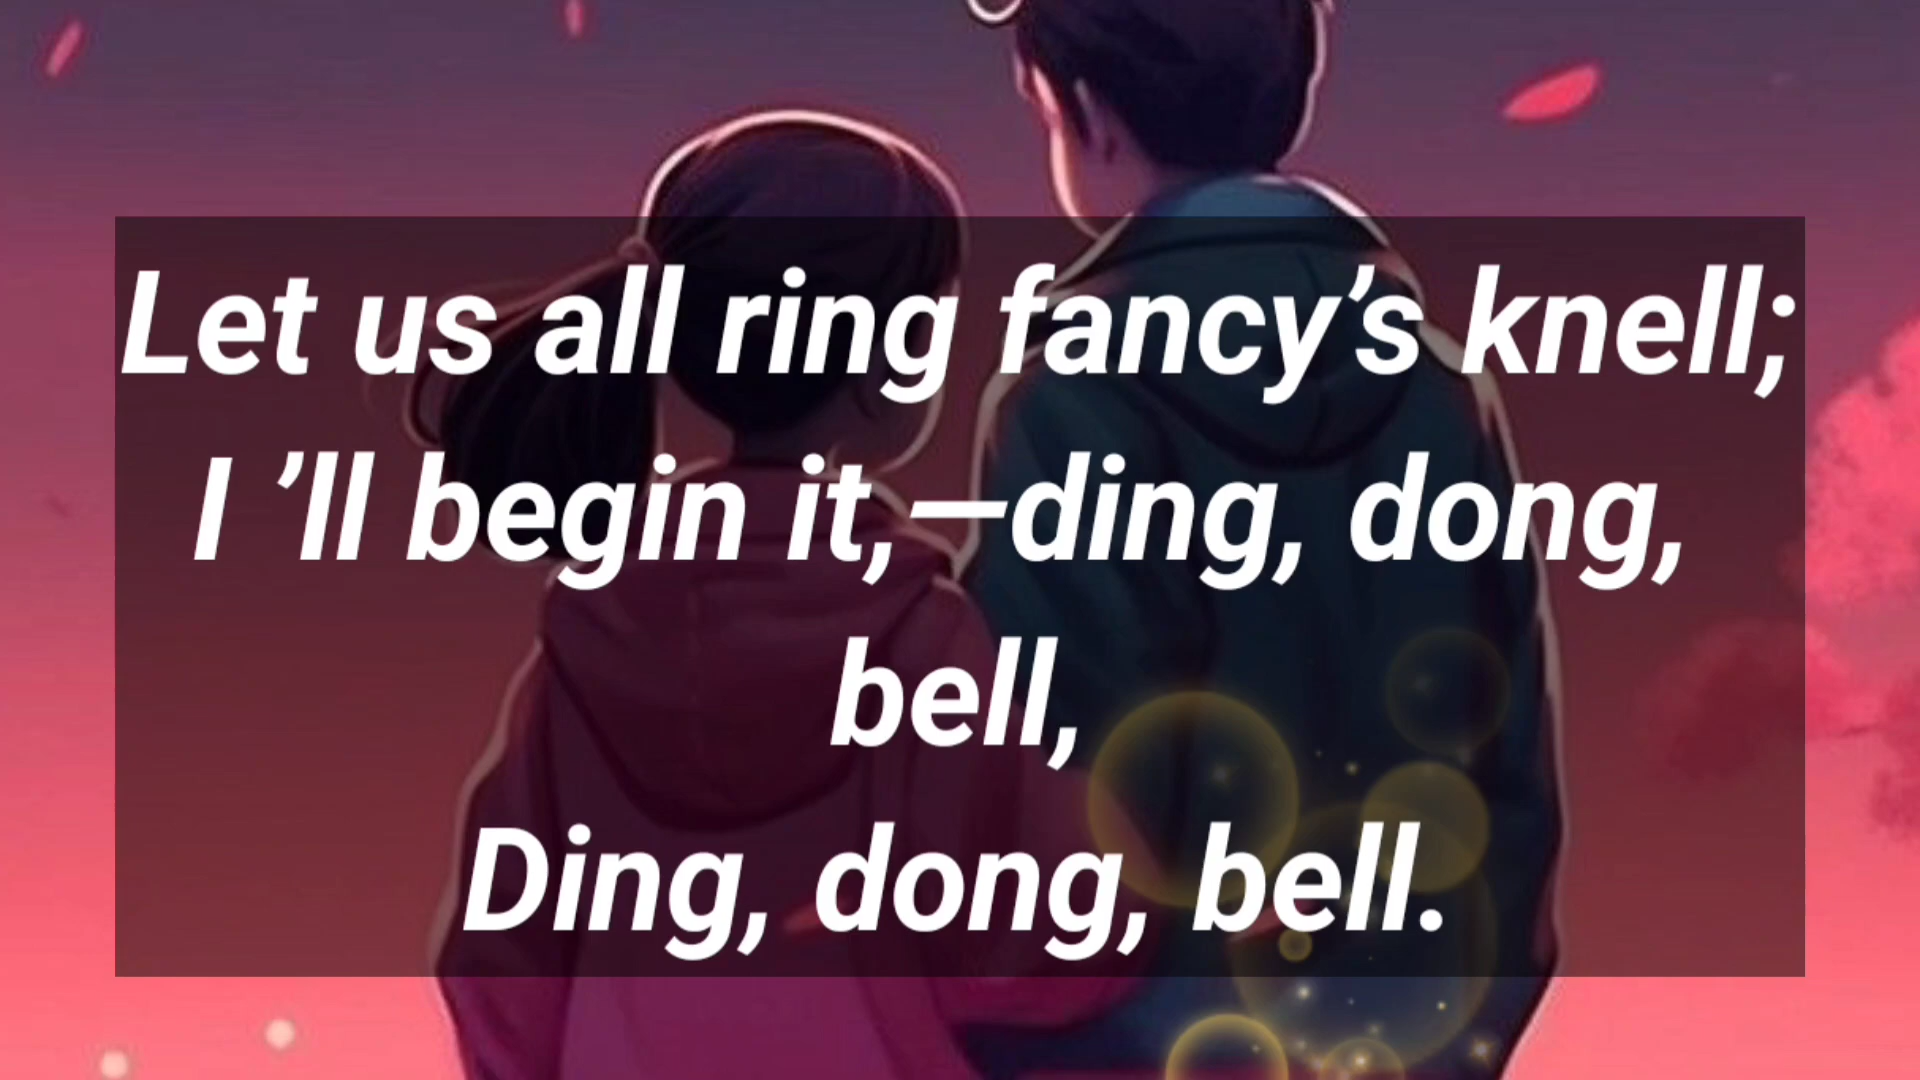 Let us all ring fancy’s knell;
I ’ll begin it,—ding, dong,
bell,
Ding, dong, bell.